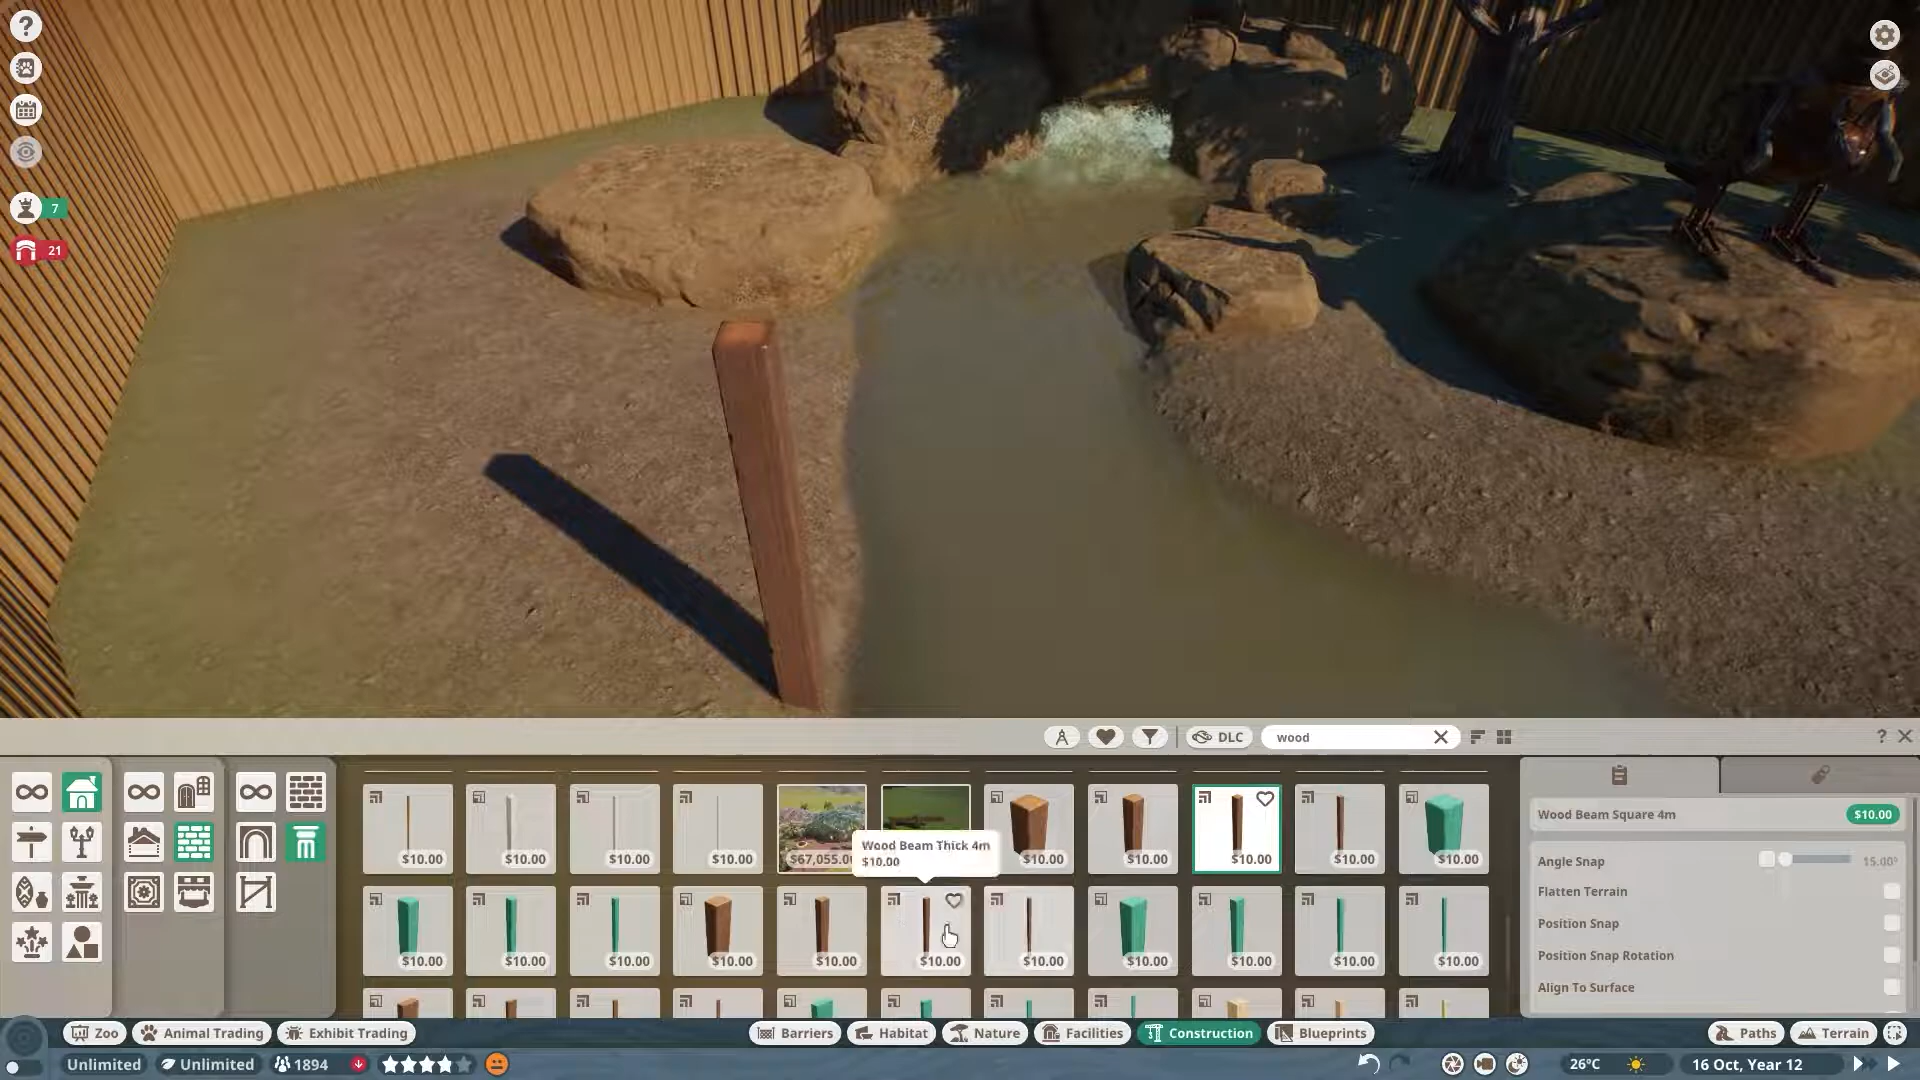 ?
7
21
DLC
wood
?
$10.00 $10.00 $10.00 $10.00 $67,055.0 $10.00 $10.00 $10.00 $10.00 $10.00
Wood Beam Thick 4m
$10.00
$10.00 $10.00 $10.00 $10.00 $10.00 $10.00 $10.00 $10.00 $10.00 $10.00 $10.00
Wood Beam Square 4m $10.00
Angle Snap 15.00°
Flatten Terrain
Position Snap
Position Snap Rotation
Align To Surface
Zoo Animal Trading Exhibit Trading Barriers Habitat Nature Facilities Construction Blueprints Paths Terrain
Unlimited Unlimited 1894 26°C 16 Oct, Year 12